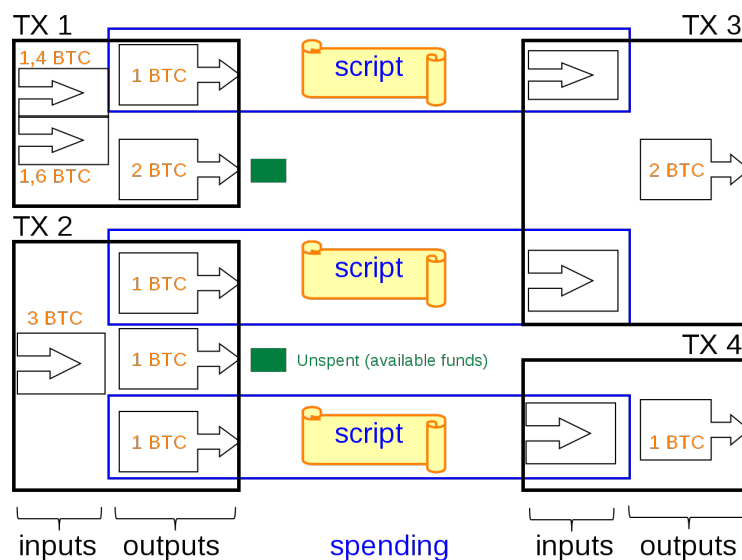 TX 1
TX 3
1,4 BTC
1 BTC
script
2 BTC
2 BTC
1,6 BTC
TX 2
1 BTC
script
3 BTC
1 BTC
Unspent (available funds)
TX 4
1 BTC
script
1 BTC
inputs
outputs
spending
inputs
outputs